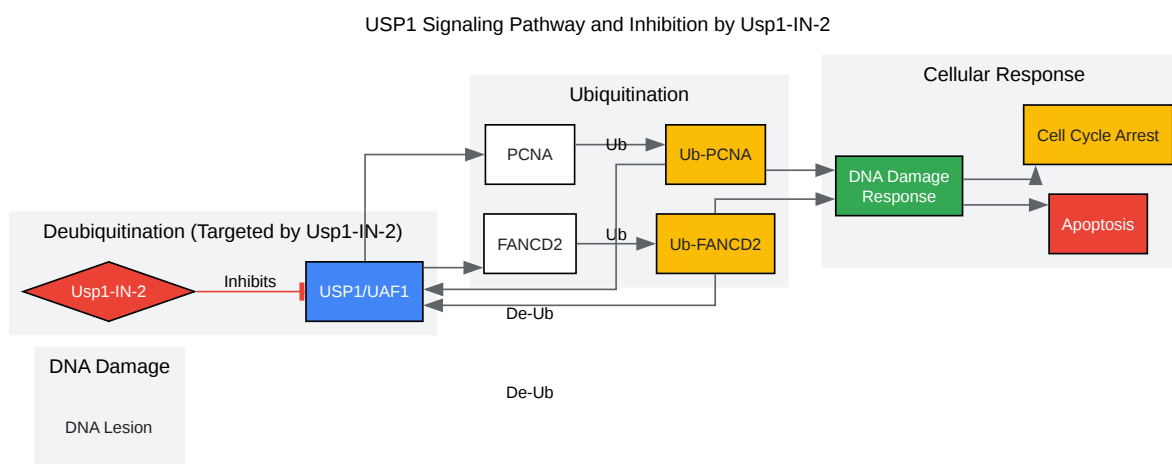 USP1 Signaling Pathway and Inhibition by Usp1-IN-2
Cellular Response
Ubiquitination
Cell Cycle Arrest
PCNA
Ub
Ub-PCNA
DNA Damage
Response
Apoptosis
Deubiquitination (Targeted by Usp1-IN-2)
FANCD2
Ub
Ub-FANCD2
Usp1-IN-2
Inhibits
USP1/UAF1
De-Ub
DNA Damage
De-Ub
DNA Lesion